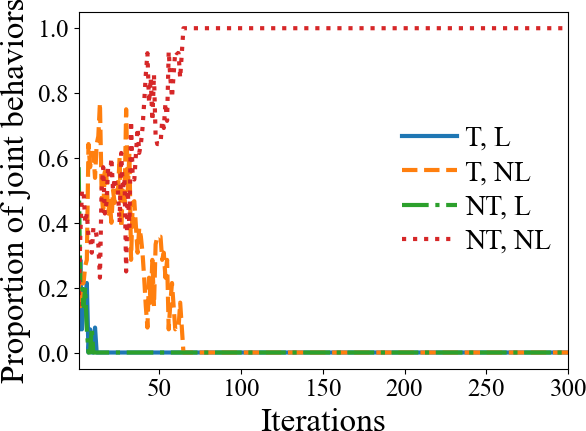 Proportion of joint behaviors
1.0
0.8
0.6
0.4
0.2
0.0
T, L
T, NL
NT, L
NT, NL
50 100 150 200 250 300
Iterations